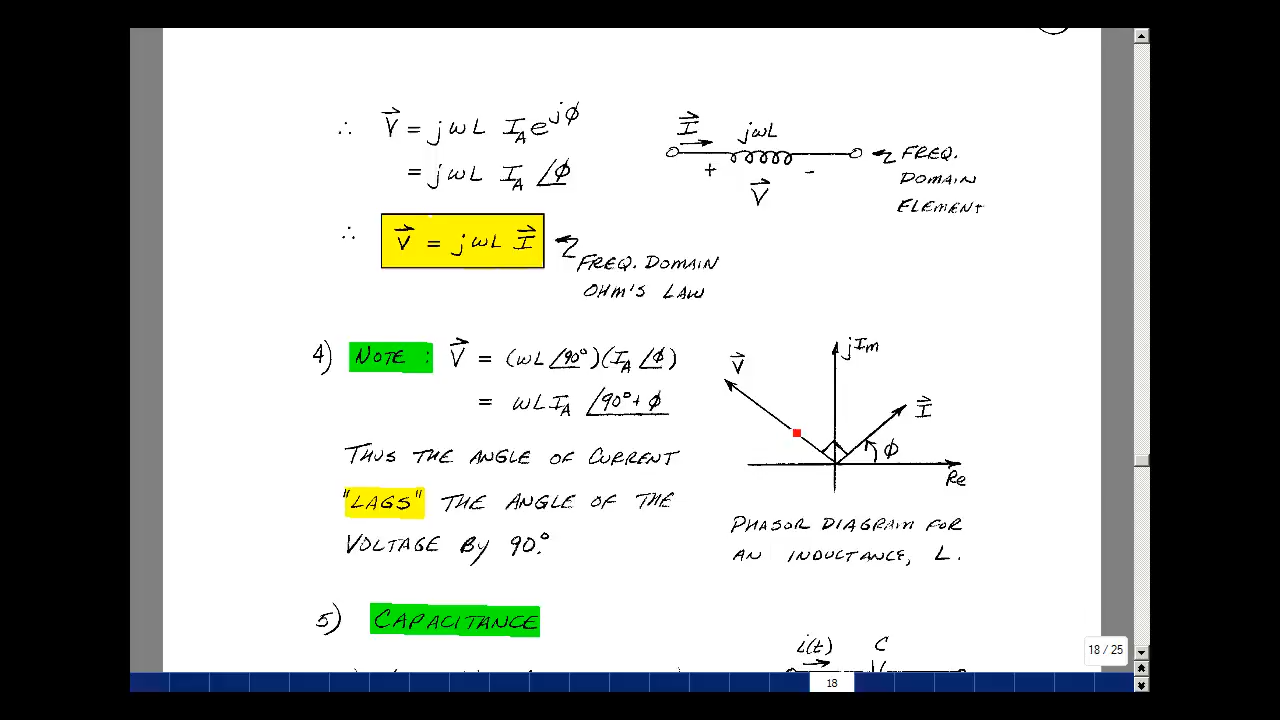 ∴ V⃗ = jωL I_A e^{jϕ}
= jωL I_A ∠ϕ
∴ V⃗ = jωL I⃗
FREQ. DOMAIN
OHM'S LAW
I⃗
jωL
+ V⃗ -
FREQ.
DOMAIN
ELEMENT
4) NOTE : V⃗ = (ωL ∠90°)(I_A ∠ϕ)
= ωL I_A ∠90° + ϕ
THUS THE ANGLE OF CURRENT
"LAGS" THE ANGLE OF THE
VOLTAGE BY 90°.
jIm
V⃗
I⃗
ϕ
Re
PHASOR DIAGRAM FOR
AN INDUCTANCE, L.
5) CAPACITANCE
i(t) C
18 / 25
18